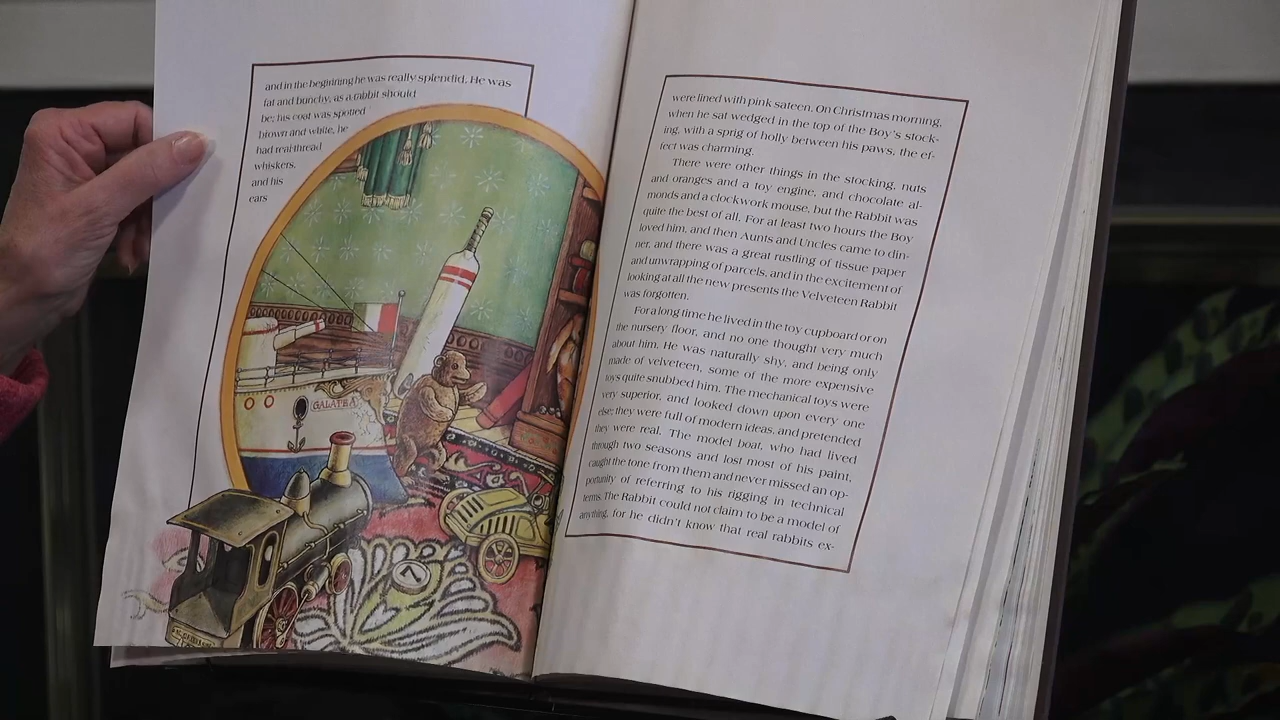 and in the beginning he was really splendid. He was
fat and bunchy, as a rabbit should
be; his coat was spotted
brown and white, he
had real thread
whiskers,
and his
ears
GALATEA
were lined with pink sateen. On Christmas morning,
when he sat wedged in the top of the Boy's stock-
ing, with a sprig of holly between his paws, the ef-
fect was charming.
There were other things in the stocking, nuts
and oranges and a toy engine, and chocolate al-
monds and a clockwork mouse, but the Rabbit was
quite the best of all. For at least two hours the Boy
loved him, and then Aunts and Uncles came to din-
ner, and there was a great rustling of tissue paper
and unwrapping of parcels, and in the excitement of
looking at all the new presents the Velveteen Rabbit
was forgotten.
For a long time he lived in the toy cupboard or on
the nursery floor, and no one thought very much
about him. He was naturally shy, and being only
made of velveteen, some of the more expensive
toys quite snubbed him. The mechanical toys were
very superior, and looked down upon every one
else; they were full of modern ideas, and pretended
they were real. The model boat, who had lived
through two seasons and lost most of his paint,
caught the tone from them and never missed an op-
portunity of referring to his rigging in technical
terms. The Rabbit could not claim to be a model of
anything, for he didn't know that real rabbits ex-